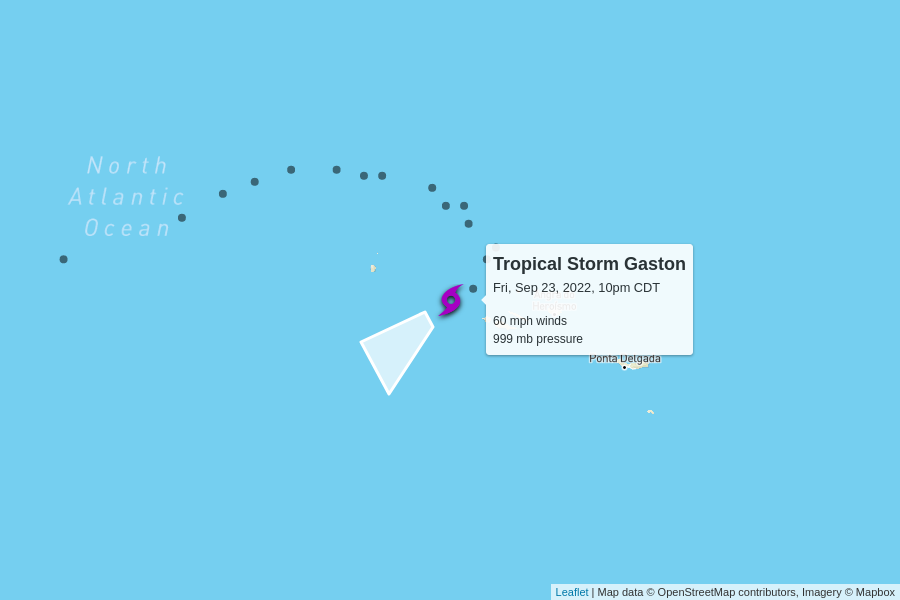 North
Atlantic
Ocean
Tropical Storm Gaston
Fri, Sep 23, 2022, 10pm CDT
60 mph winds
999 mb pressure
Ponta Delgada
Leaflet | Map data © OpenStreetMap contributors, Imagery © Mapbox